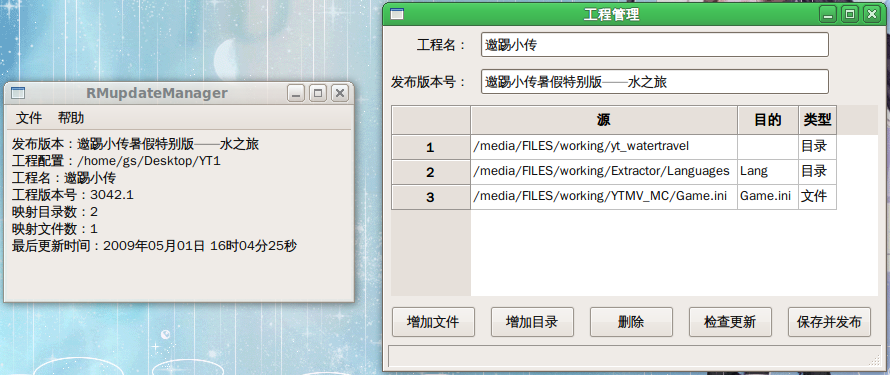 RMupdateManager
文件 帮助
发布版本：邀踢小传暑假特别版——水之旅
工程配置：/home/gs/Desktop/YT1
工程名：邀踢小传
工程版本号：3042.1
映射目录数：2
映射文件数：1
最后更新时间：2009年05月01日 16时04分25秒
工程管理
工程名： 邀踢小传
发布版本号： 邀踢小传暑假特别版——水之旅
源 目的 类型
1 /media/FILES/working/yt_watertravel 目录
2 /media/FILES/working/Extractor/Languages Lang 目录
3 /media/FILES/working/YTMV_MC/Game.ini Game.ini 文件
增加文件 增加目录 删除 检查更新 保存并发布